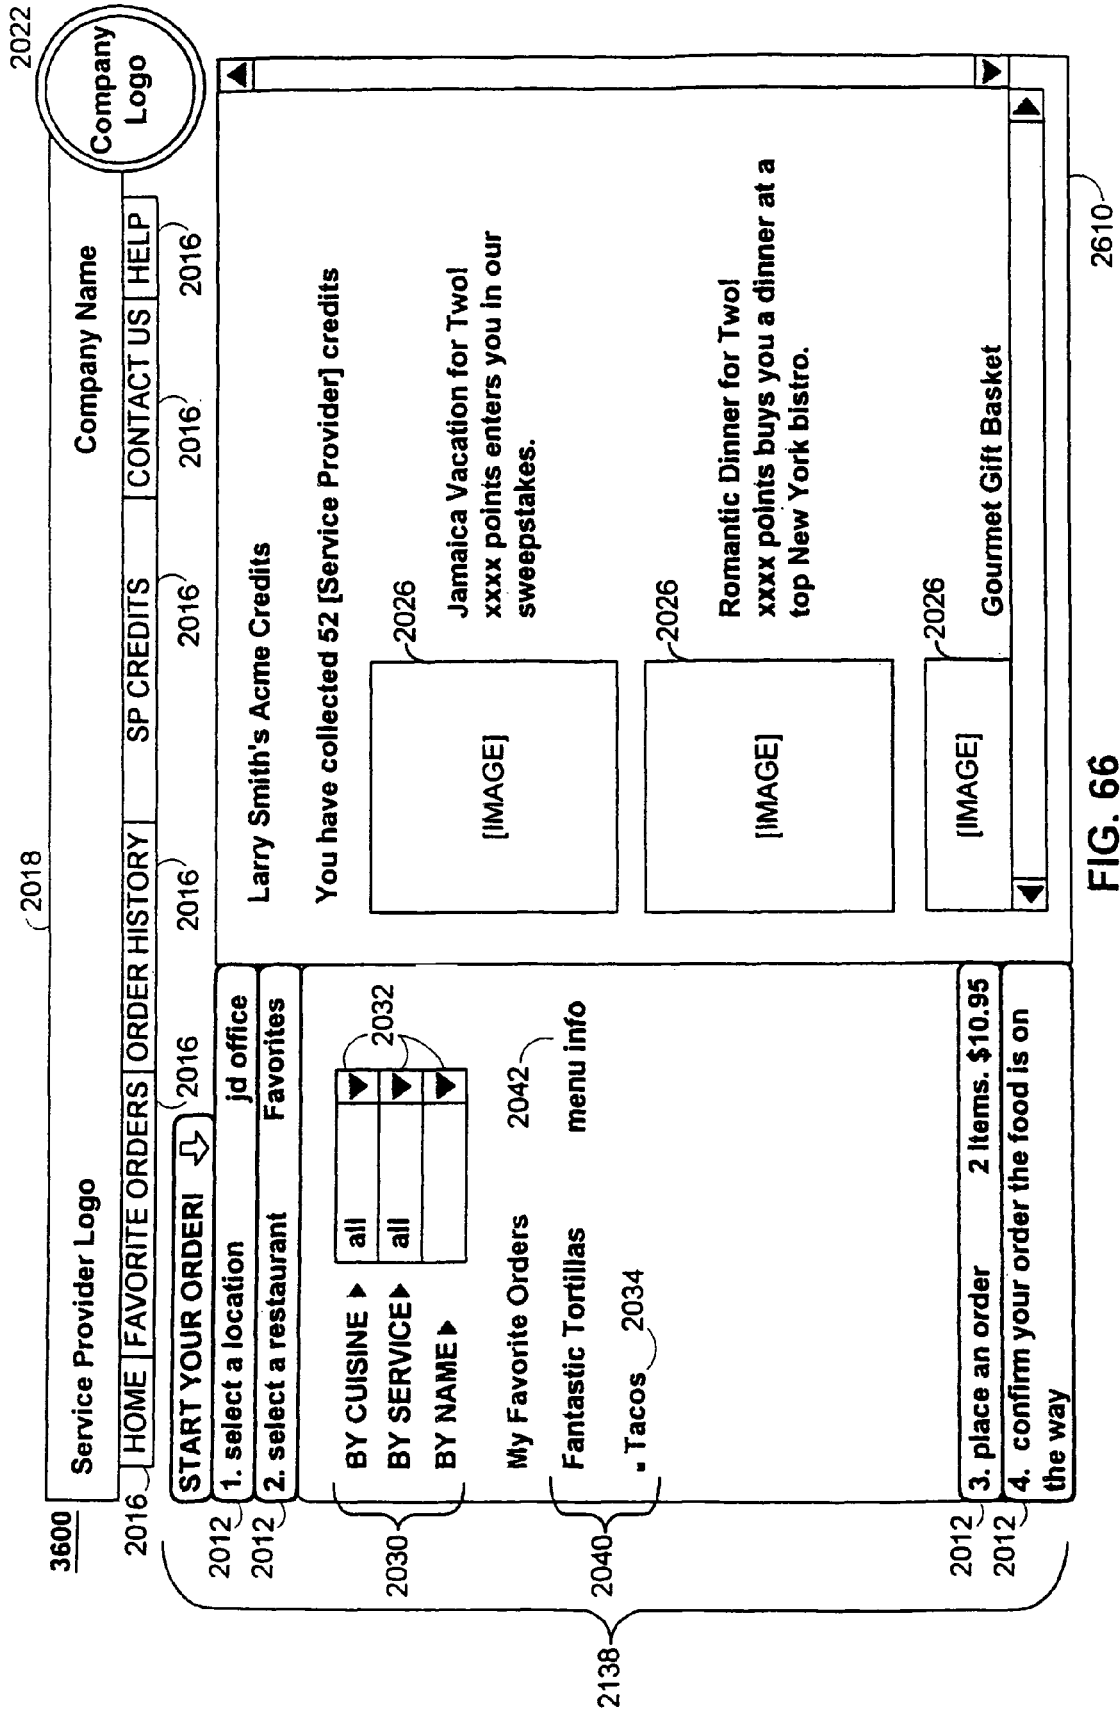 3600
2018
2022
Service Provider Logo
Company Name
Company
Logo
2016
HOME
FAVORITE ORDERS
ORDER HISTORY
SP CREDITS
CONTACT US
HELP
2016
2016
2016
2016
2016
START YOUR ORDER!
2012
1. select a location
jd office
2012
2. select a restaurant
Favorites
2030
BY CUISINE
all
BY SERVICE
all
BY NAME
2032
My Favorite Orders
2042
2040
Fantastic Tortillas
menu info
▪ Tacos
2034
2138
2012
3. place an order
2 Items. $10.95
2012
4. confirm your order the food is on
the way
Larry Smith's Acme Credits
You have collected 52 [Service Provider] credits
2026
[IMAGE]
Jamaica Vacation for Two!
xxxx points enters you in our
sweepstakes.
2026
[IMAGE]
Romantic Dinner for Two!
xxxx points buys you a dinner at a
top New York bistro.
2026
[IMAGE]
Gourmet Gift Basket
2610
FIG. 66